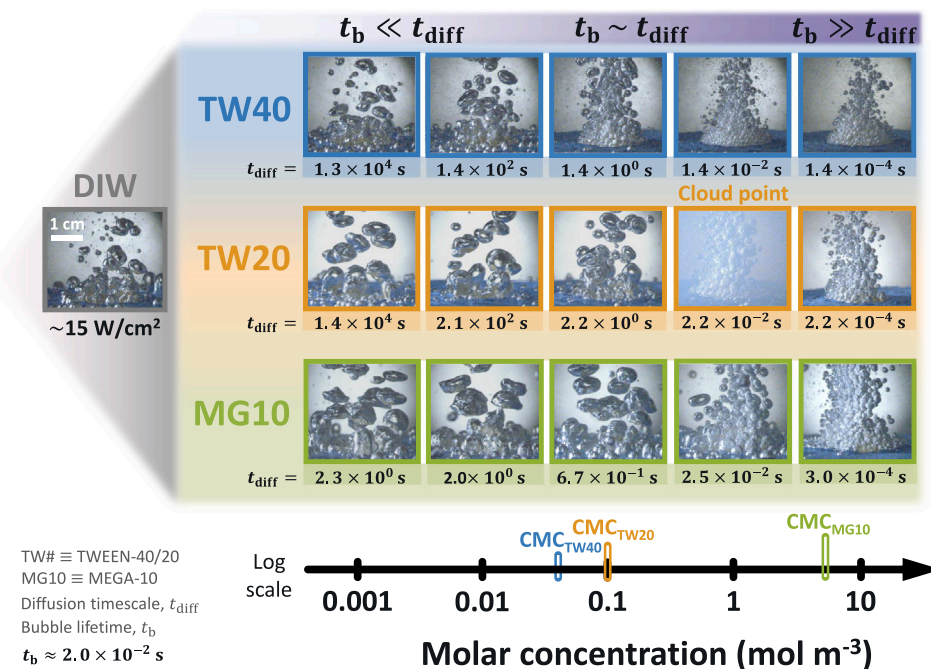 t_b ≪ t_diff
t_b ~ t_diff
t_b ≫ t_diff
TW40
t_diff = 1.3 × 10⁴ s 1.4 × 10² s 1.4 × 10⁰ s 1.4 × 10⁻² s 1.4 × 10⁻⁴ s
DIW
1 cm
~15 W/cm²
Cloud point
TW20
t_diff = 1.4 × 10⁴ s 2.1 × 10² s 2.2 × 10⁰ s 2.2 × 10⁻² s 2.2 × 10⁻⁴ s
MG10
t_diff = 2.3 × 10⁰ s 2.0× 10⁰ s 6.7 × 10⁻¹ s 2.5 × 10⁻² s 3.0 × 10⁻⁴ s
TW# ≡ TWEEN-40/20
MG10 ≡ MEGA-10
Diffusion timescale, t_diff
Bubble lifetime, t_b
t_b ≈ 2.0 × 10⁻² s
CMC_TW40
CMC_TW20
CMC_MG10
Log
scale
0.001 0.01 0.1 1 10
Molar concentration (mol m⁻³)